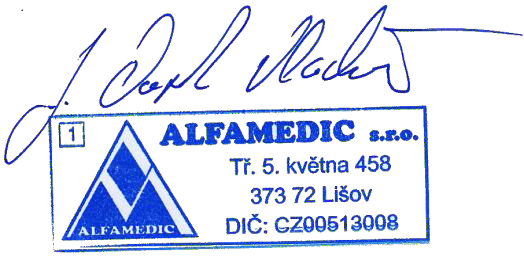 1
ALFAMEDIC s.r.o.
Tř. 5. května 458
373 72 Lišov
DIČ: CZ00513008
ALFAMEDIC